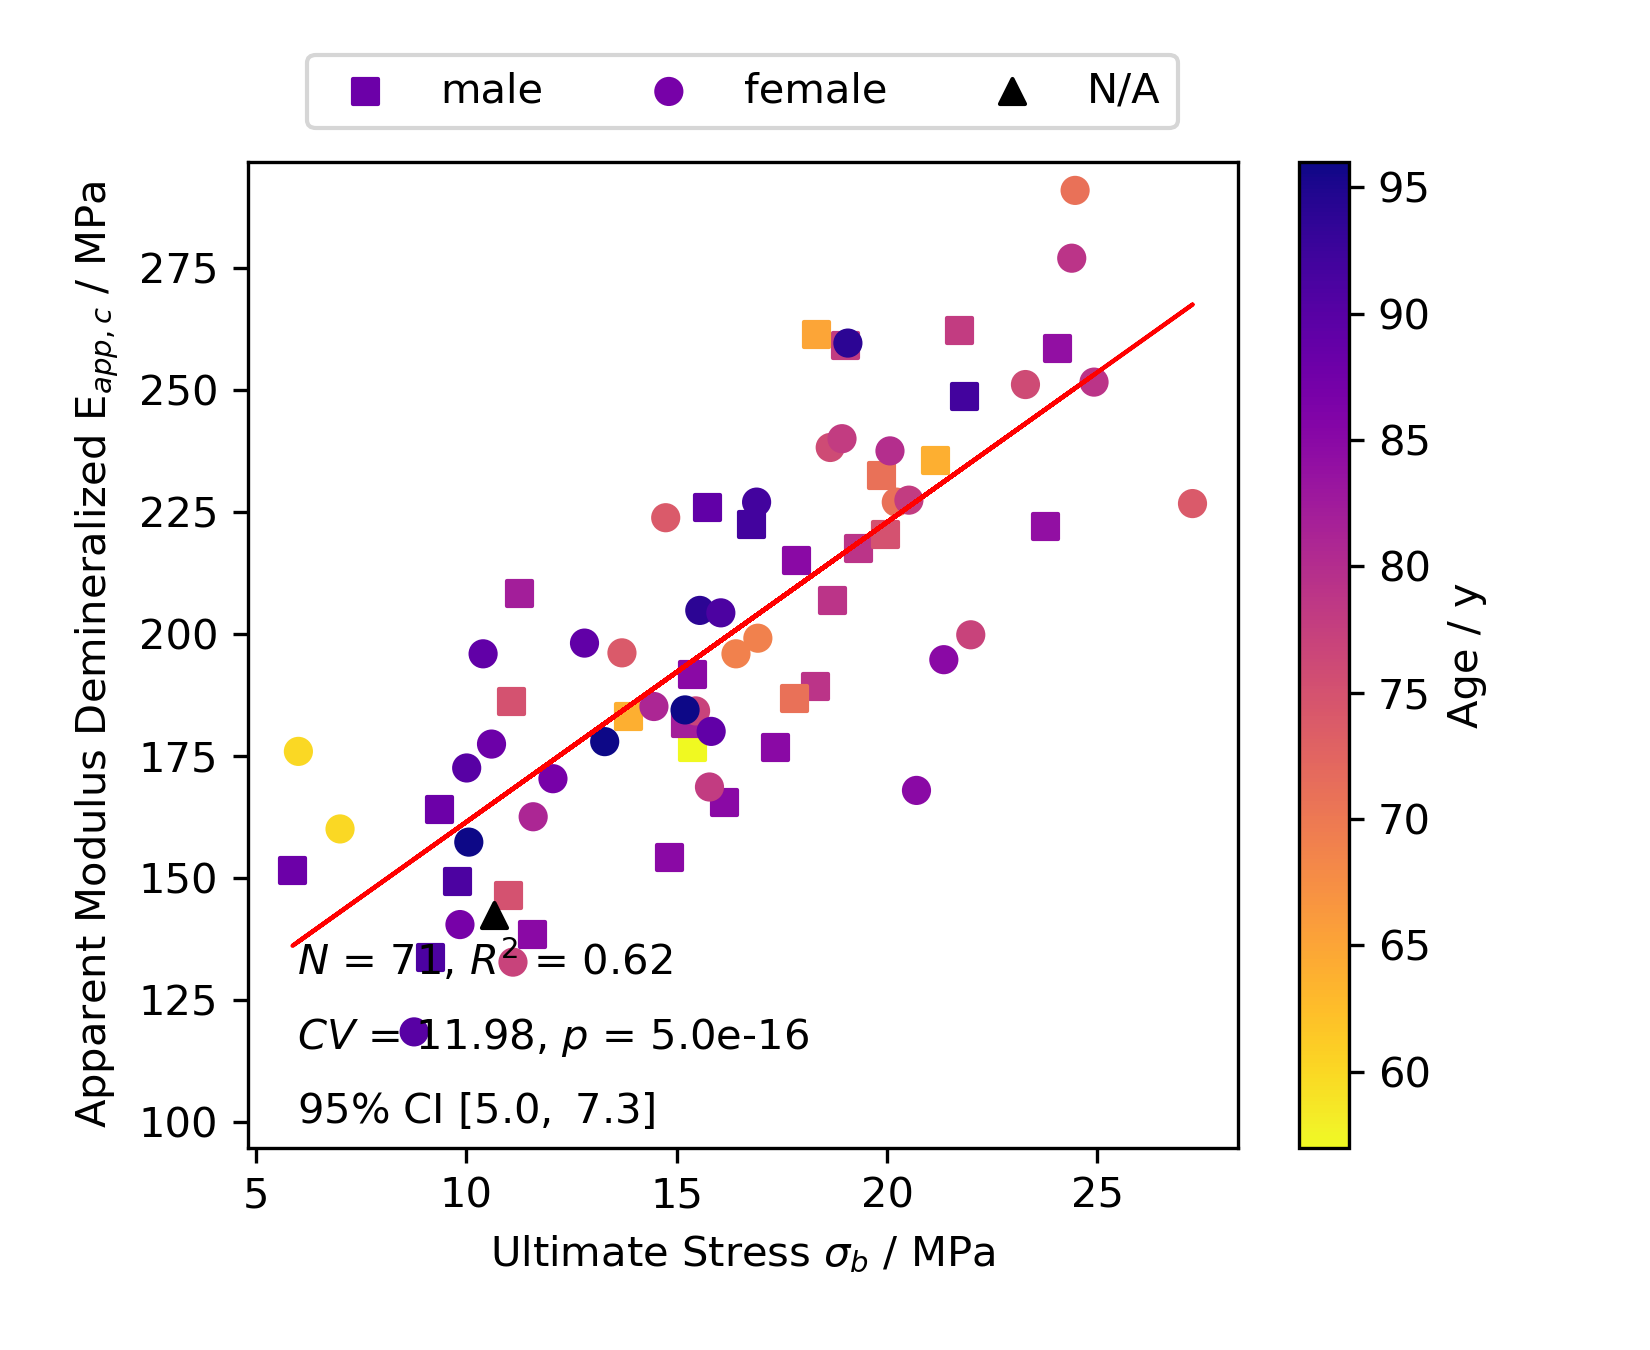 male female N/A
Apparent Modulus Demineralized E_{app, c} / MPa
275
250
225
200
175
150
125
100
N = 71, R² = 0.62
CV = 11.98, p = 5.0e-16
95% CI [5.0, 7.3]
5 10 15 20 25
Ultimate Stress σ_b / MPa
95
90
85
80
75
70
65
60
Age / y